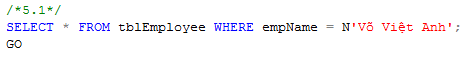 /*5.1*/
SELECT * FROM tblEmployee WHERE empName = N'Võ Việt Anh';
GO